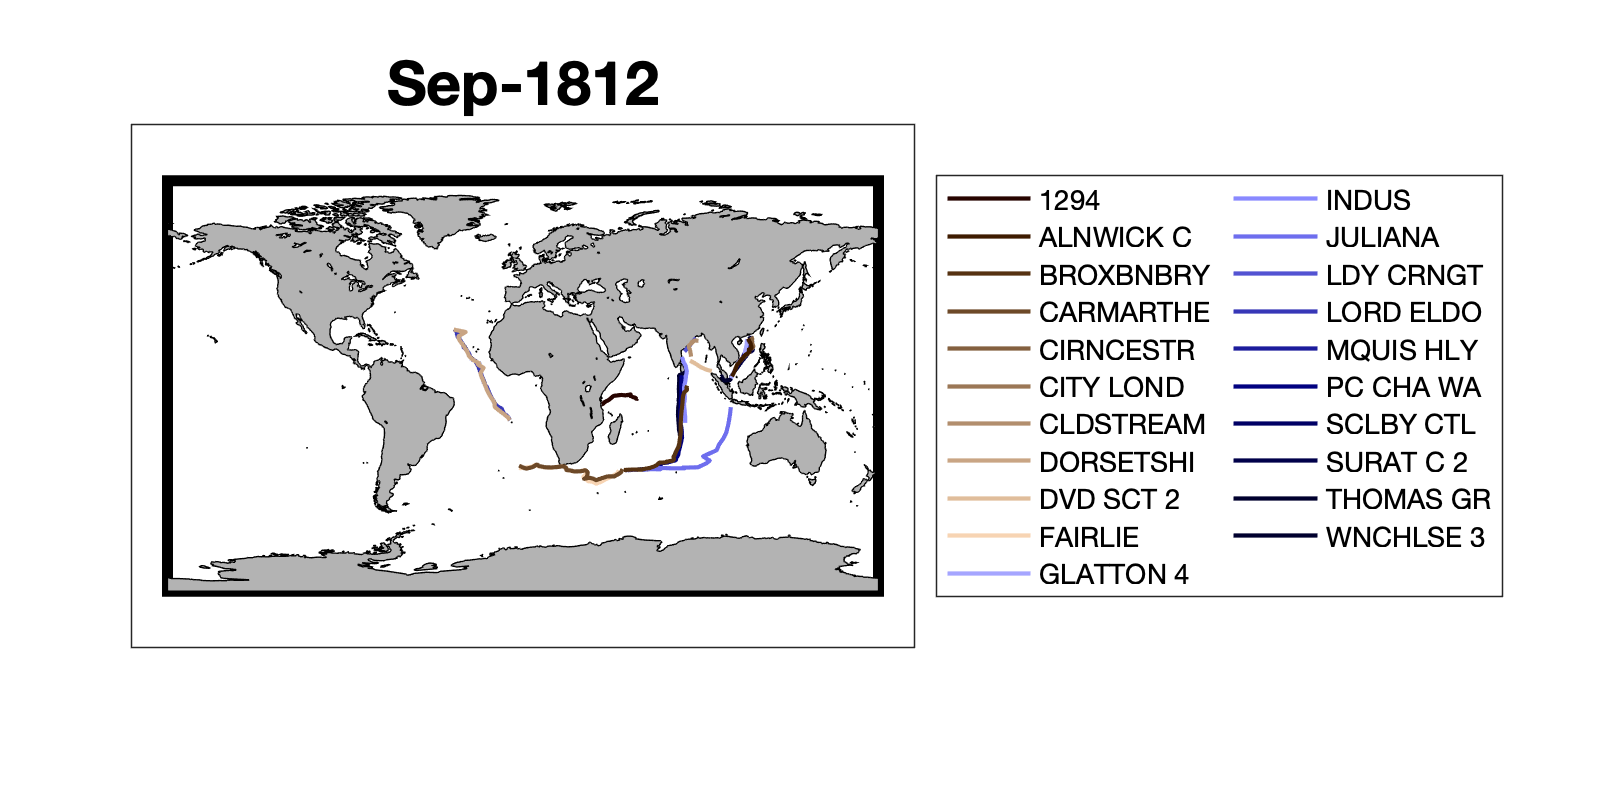 Sep-1812
1294
ALNWICK C
BROXBNBRY
CARMARTHE
CIRNCESTR
CITY LOND
CLDSTREAM
DORSETSHI
DVD SCT 2
FAIRLIE
GLATTON 4
INDUS
JULIANA
LDY CRNGT
LORD ELDO
MQUIS HLY
PC CHA WA
SCLBY CTL
SURAT C 2
THOMAS GR
WNCHLSE 3